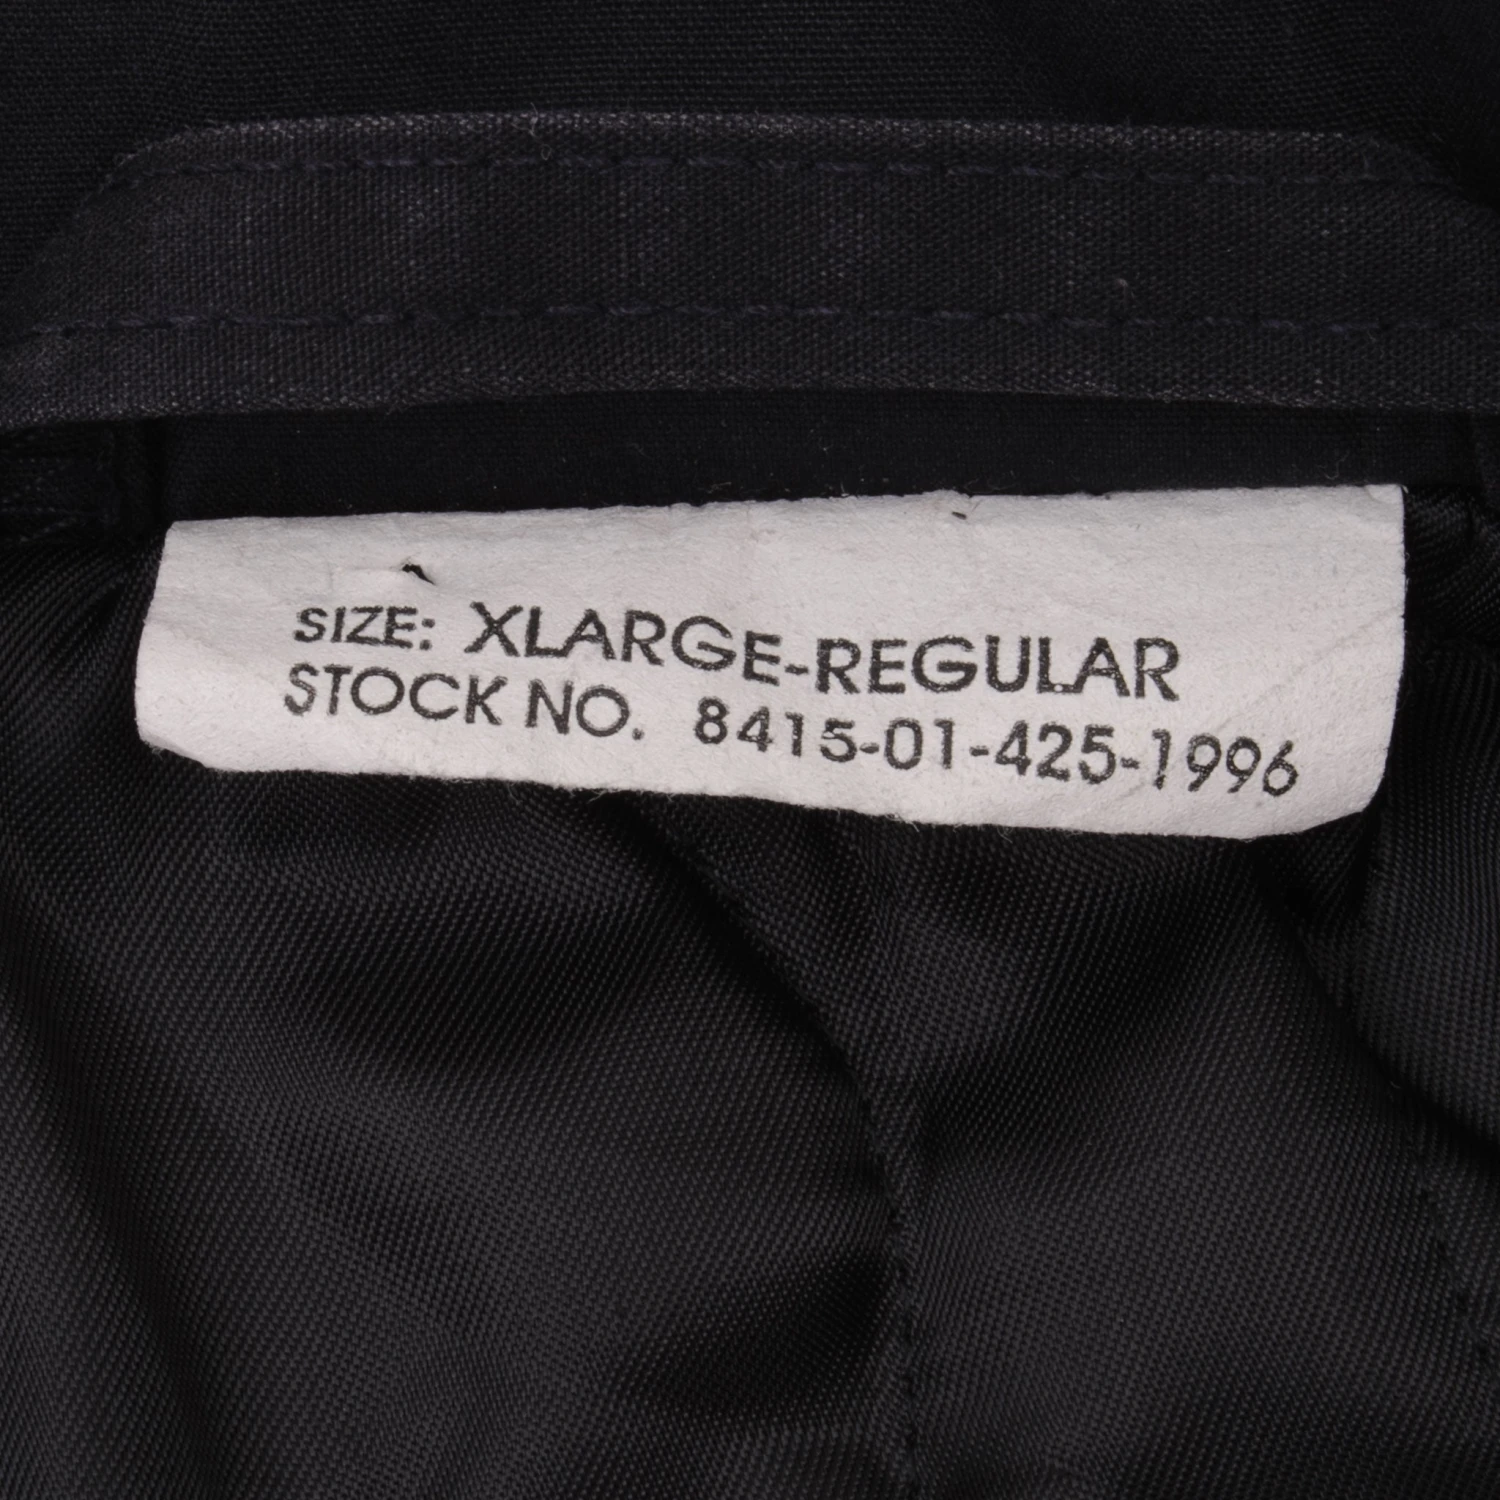 SIZE: XLARGE-REGULAR
STOCK NO. 8415-01-425-1996